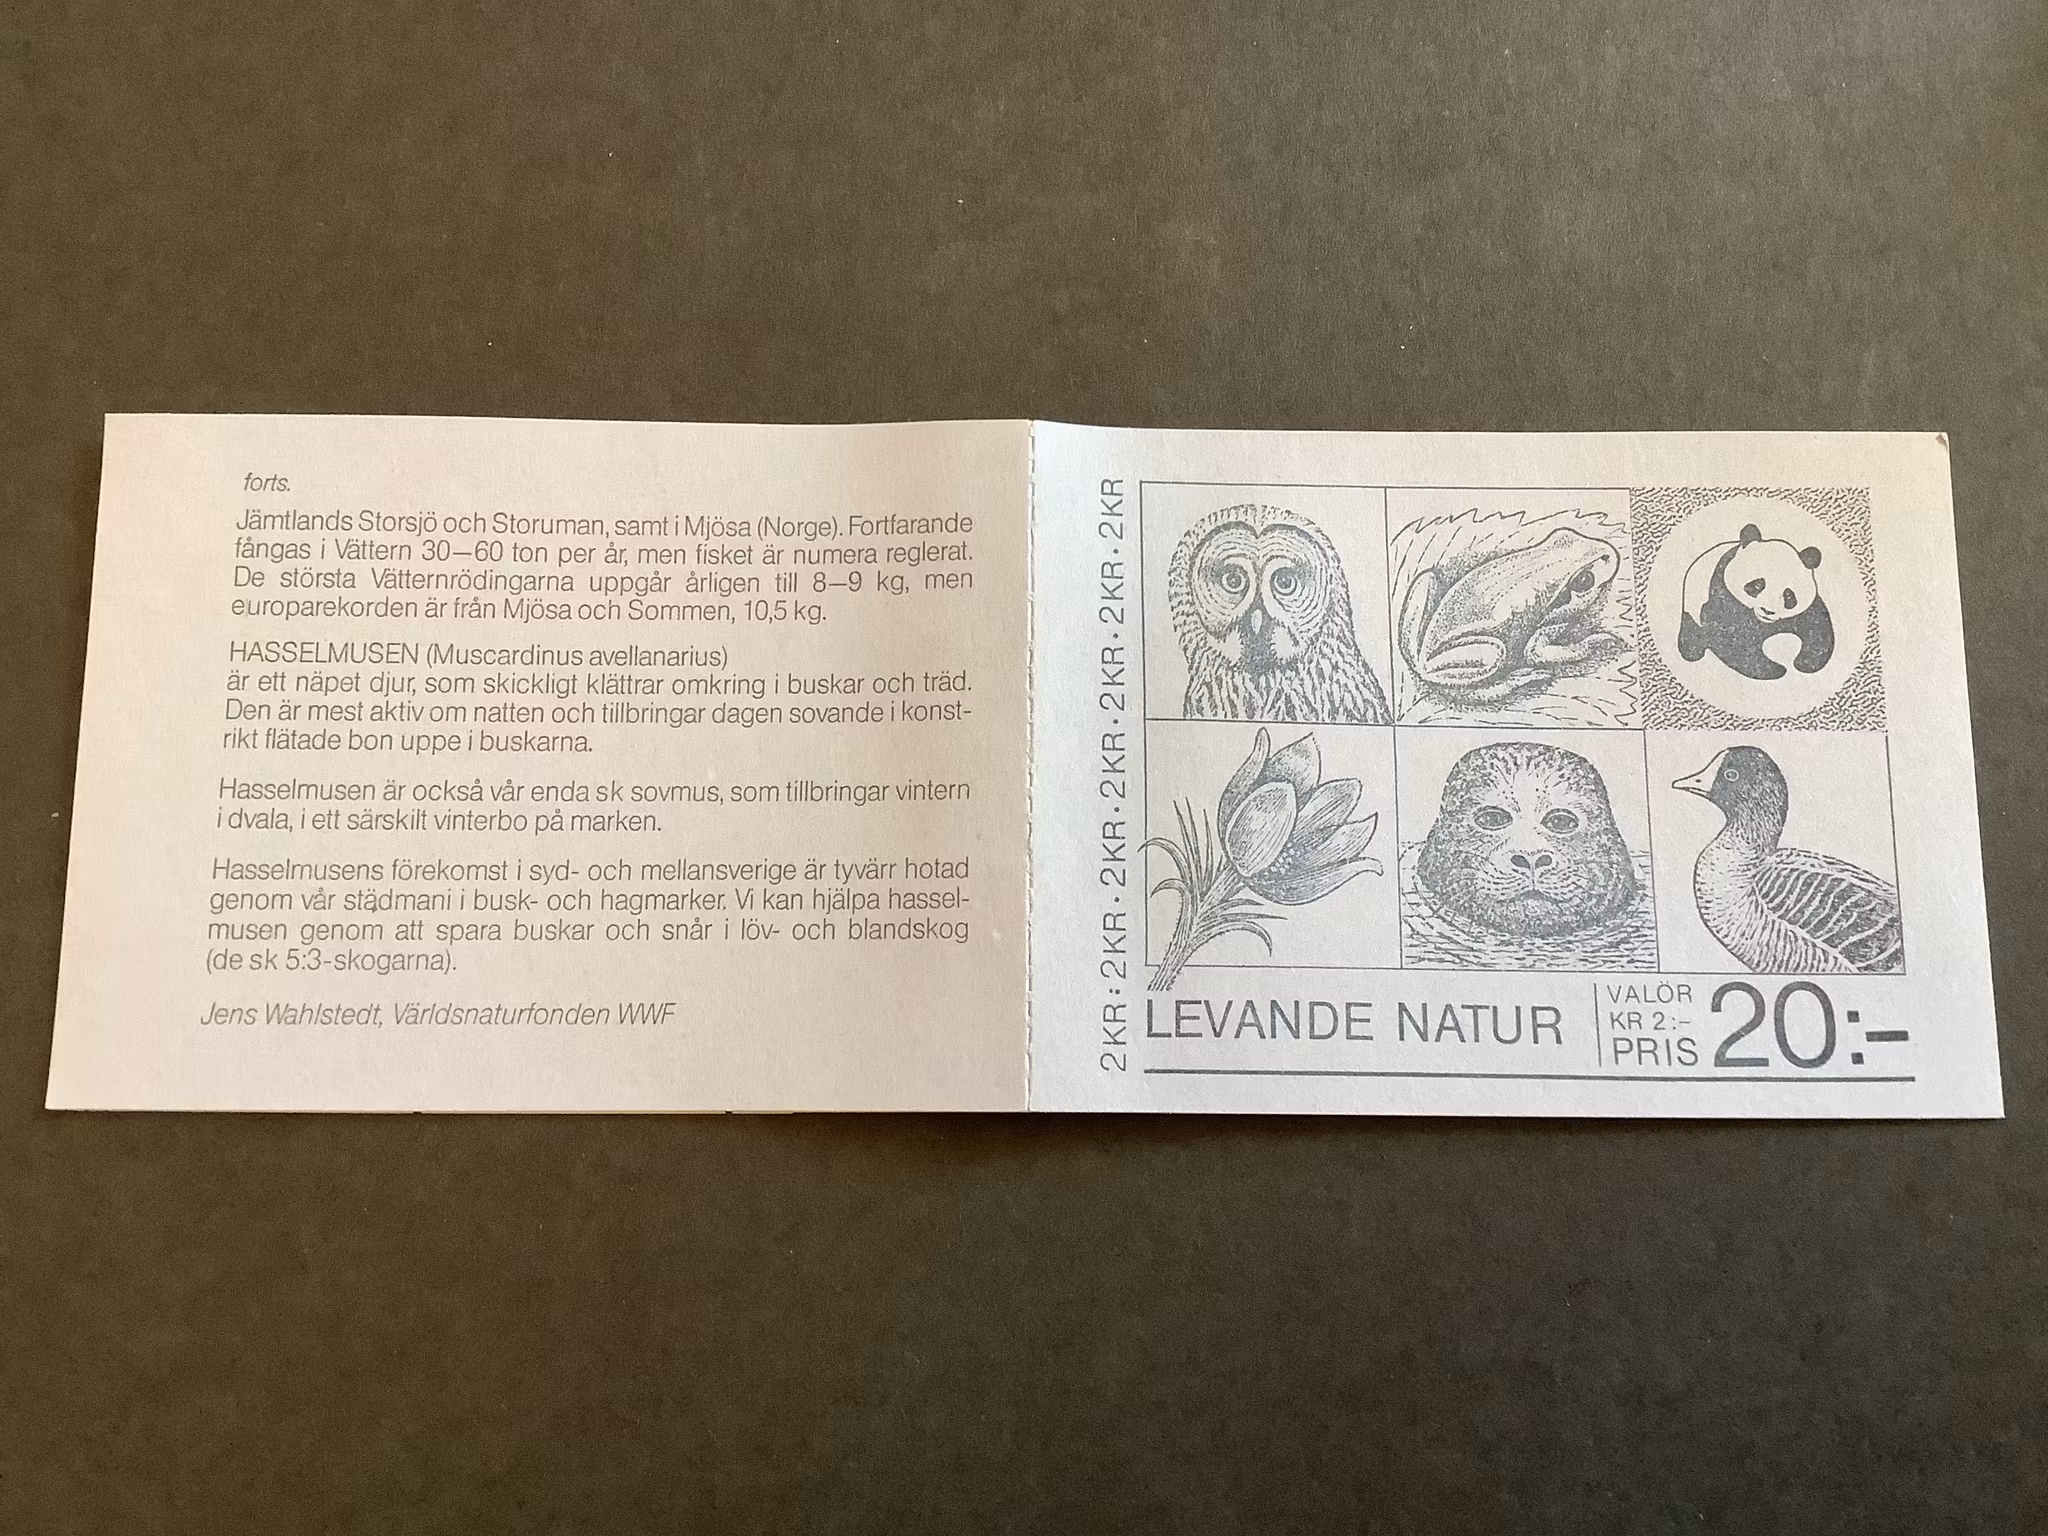 forts.
Jämtlands Storsjö och Storuman, samt i Mjösa (Norge). Fortfarande
fångas i Vättern 30–60 ton per år, men fisket är numera reglerat.
De största Vätternrödingarna uppgår årligen till 8–9 kg, men
europarekorden är från Mjösa och Sommen, 10,5 kg.
HASSELMUSEN (Muscardinus avellanarius)
är ett näpet djur, som skickligt klättrar omkring i buskar och träd.
Den är mest aktiv om natten och tillbringar dagen sovande i konst-
rikt flätade bon uppe i buskarna.
Hasselmusen är också vår enda sk sovmus, som tillbringar vintern
i dvala, i ett särskilt vinterbo på marken.
Hasselmusens förekomst i syd- och mellansverige är tyvärr hotad
genom vår städmani i busk- och hagmarker. Vi kan hjälpa hassel-
musen genom att spara buskar och snår i löv- och blandskog
(de sk 5:3-skogarna).
Jens Wahlstedt, Världsnaturfonden WWF
2KR:2KR·2KR·2KR·2KR·2KR·2KR
LEVANDE NATUR
VALÖR
KR 2:-
PRIS 20:-